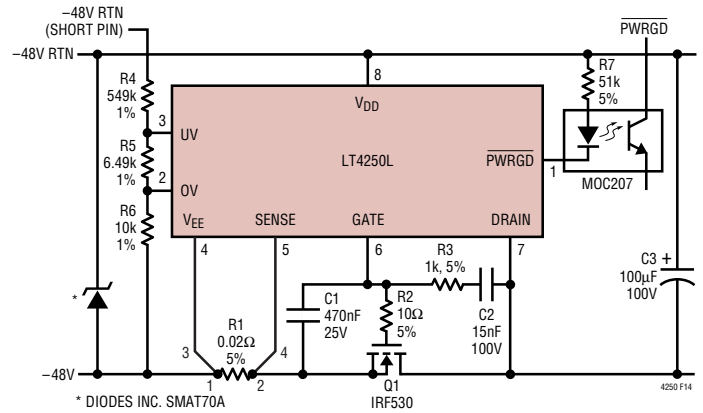 –48V RTN
(SHORT PIN)
–48V RTN
PWRGD
R4
549k
1%
R5
6.49k
1%
R6
10k
1%
3
2
UV
OV
8
VDD
LT4250L
PWRGD
1
VEE
SENSE
GATE
DRAIN
4
5
6
7
R7
51k
5%
MOC207
R3
1k, 5%
C1
470nF
25V
R2
10Ω
5%
C2
15nF
100V
C3 +
100µF
100V
*
R1
0.02Ω
5%
3
4
1
2
–48V
Q1
IRF530
* DIODES INC. SMAT70A
4250 F14